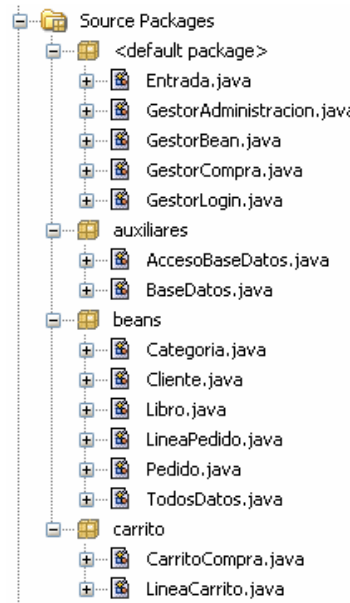 Source Packages
<default package>
Entrada.java
GestorAdministracion.java
GestorBean.java
GestorCompra.java
GestorLogin.java
auxiliares
AccesoBaseDatos.java
BaseDatos.java
beans
Categoria.java
Cliente.java
Libro.java
LineaPedido.java
Pedido.java
TodosDatos.java
carrito
CarritoCompra.java
LineaCarrito.java